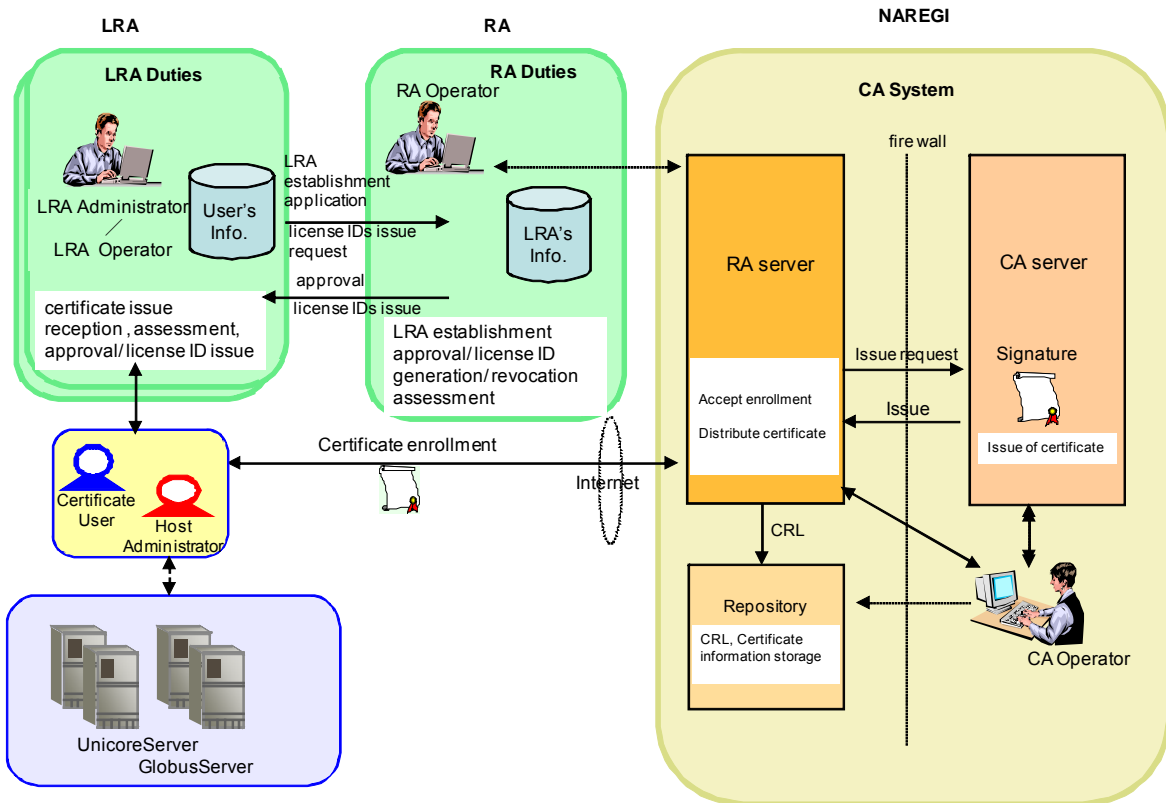 LRA
RA
NAREGI
LRA Duties
LRA Administrator
LRA Operator
User's
Info.
certificate issue
reception , assessment,
approval/ license ID issue
LRA
establishment
application
license IDs issue
request
approval
license IDs issue
RA Duties
RA Operator
LRA's
Info.
LRA establishment
approval/ license ID
generation/ revocation
assessment
CA System
fire wall
RA server
Accept enrollment
Distribute certificate
CA server
Signature
Issue of certificate
Issue request
Issue
Certificate enrollment
Internet
Certificate
User
Host
Administrator
CRL
Repository
CRL, Certificate
information storage
CA Operator
UnicoreServer
GlobusServer